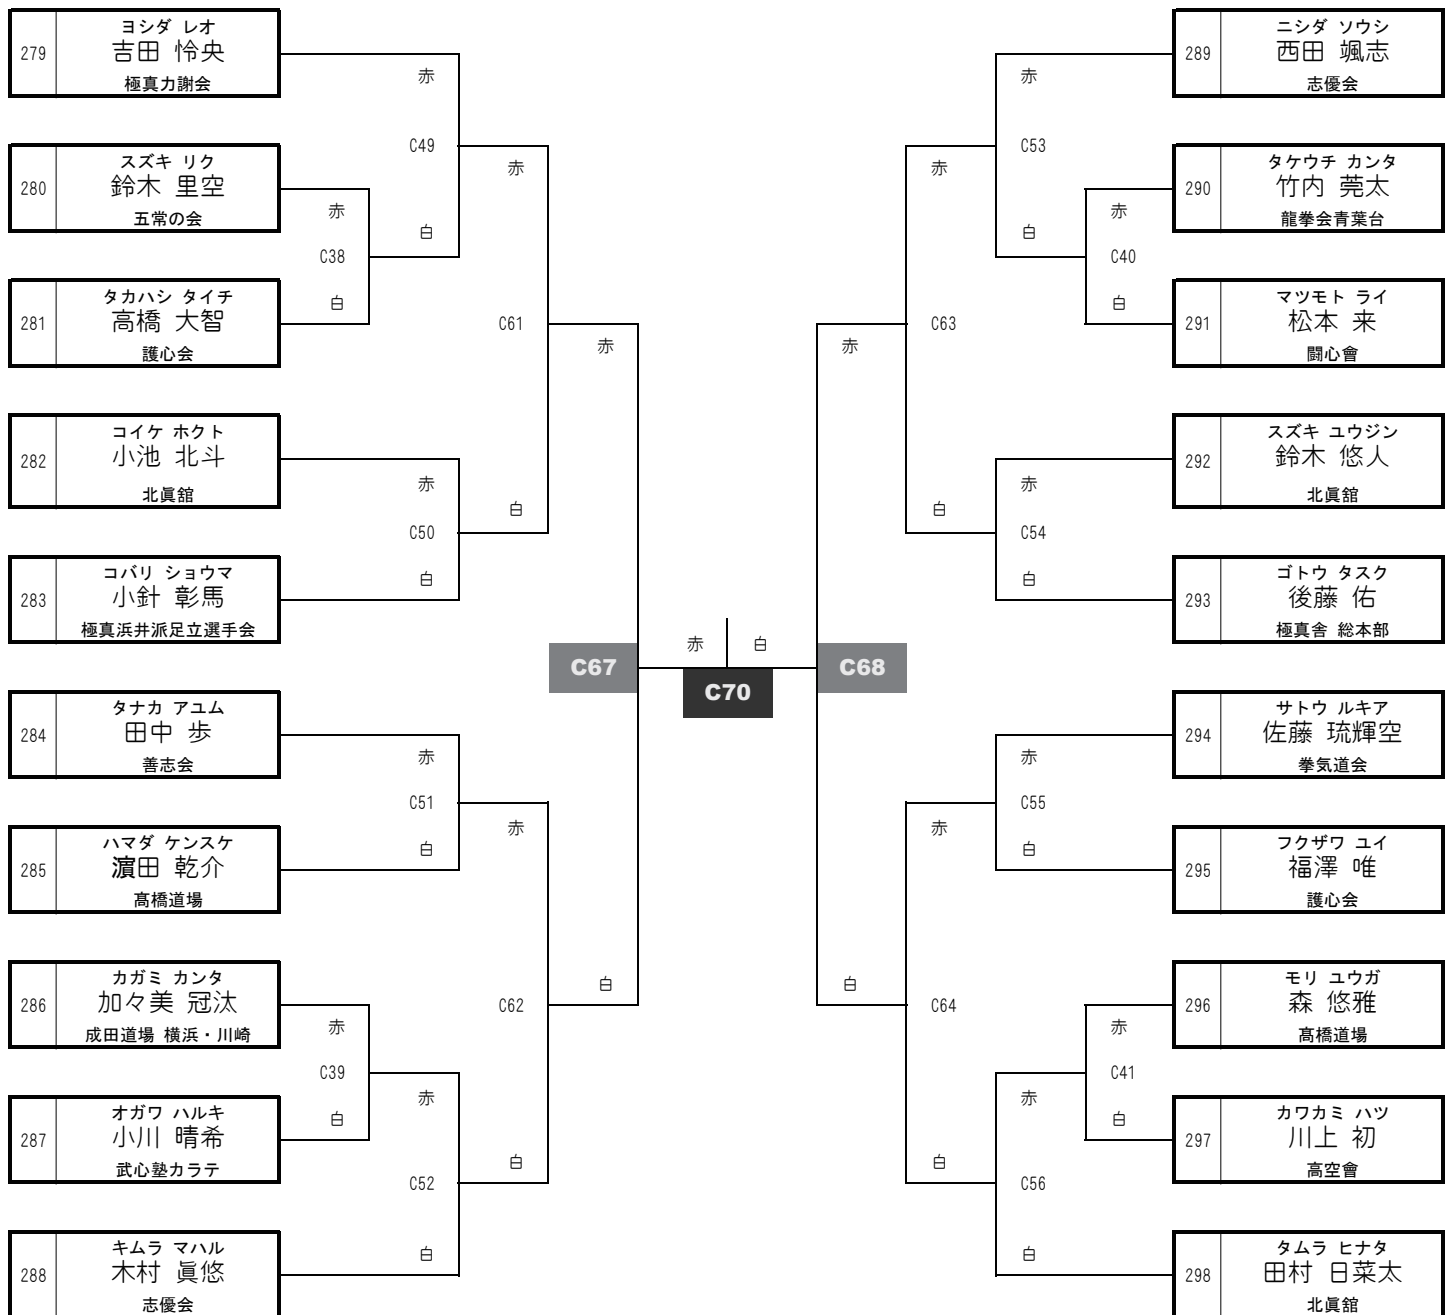 279
ヨシダ レオ
吉田 怜央
極真力謝会
280
スズキ リク
鈴木 里空
五常の会
281
タカハシ タイチ
高橋 大智
護心会
282
コイケ ホクト
小池 北斗
北眞舘
283
コバリ ショウマ
小針 彰馬
極真浜井派足立選手会
284
タナカ アユム
田中 歩
善志会
285
ハマダ ケンスケ
濵田 乾介
髙橋道場
286
カガミ カンタ
加々美 冠汰
成田道場 横浜・川崎
287
オガワ ハルキ
小川 晴希
武心塾カラテ
288
キムラ マハル
木村 眞悠
志優会
赤
C38
白
赤
C39
白
赤
C49
白
赤
C50
白
赤
C51
白
赤
C52
白
赤
C61
白
赤
C62
白
赤
C67
白
赤 白
C70
赤
C68
白
赤
C63
白
赤
C64
白
赤
C53
白
赤
C54
白
赤
C55
白
赤
C56
白
赤
C40
白
赤
C41
白
289
ニシダ ソウシ
西田 颯志
志優会
290
タケウチ カンタ
竹内 莞太
龍拳会青葉台
291
マツモト ライ
松本 来
闘心會
292
スズキ ユウジン
鈴木 悠人
北眞舘
293
ゴトウ タスク
後藤 佑
極真舎 総本部
294
サトウ ルキア
佐藤 琉輝空
拳気道会
295
フクザワ ユイ
福澤 唯
護心会
296
モリ ユウガ
森 悠雅
髙橋道場
297
カワカミ ハツ
川上 初
高空會
298
タムラ ヒナタ
田村 日菜太
北眞舘